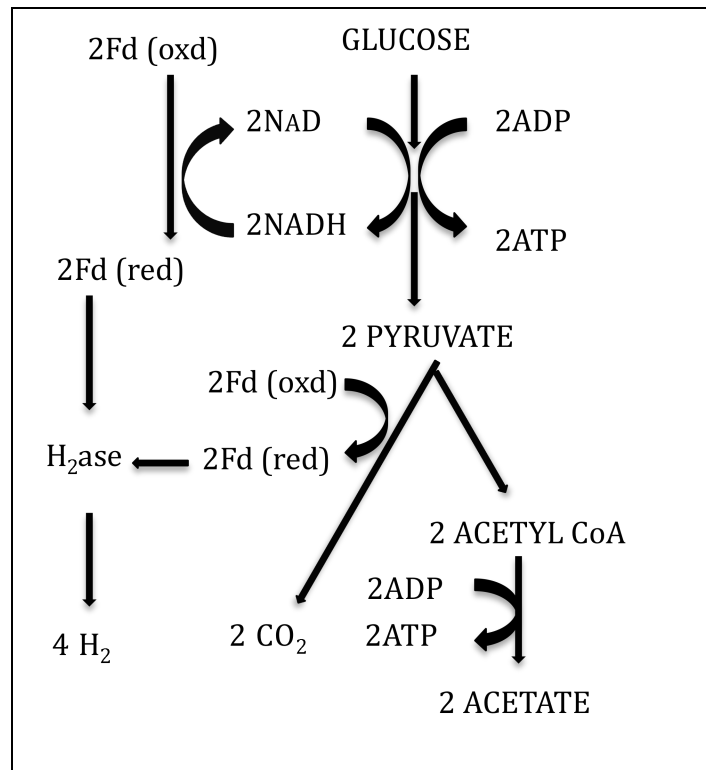 2Fd (oxd)
GLUCOSE
2NAD
2ADP
2NADH
2ATP
2Fd (red)
2 PYRUVATE
2Fd (oxd)
H₂ase
2Fd (red)
2 ACETYL CoA
2ADP
4 H₂
2 CO₂
2ATP
2 ACETATE